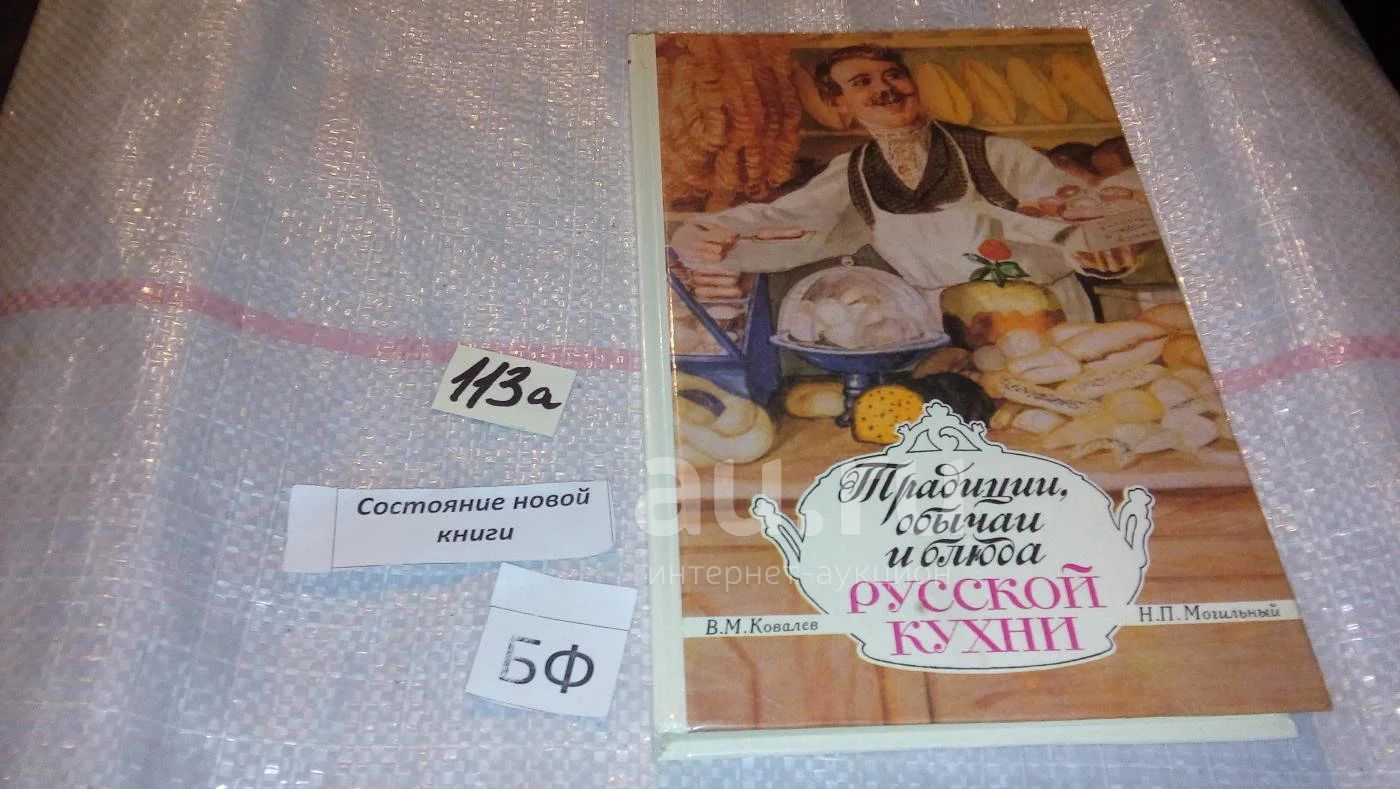 113а
Состояние новой
книги
БФ
Традиции,
обычаи
и блюда
РУССКОЙ
КУХНИ
В.М.Ковалев
Н.П.Могильный
au.ru
интернет-аукцион